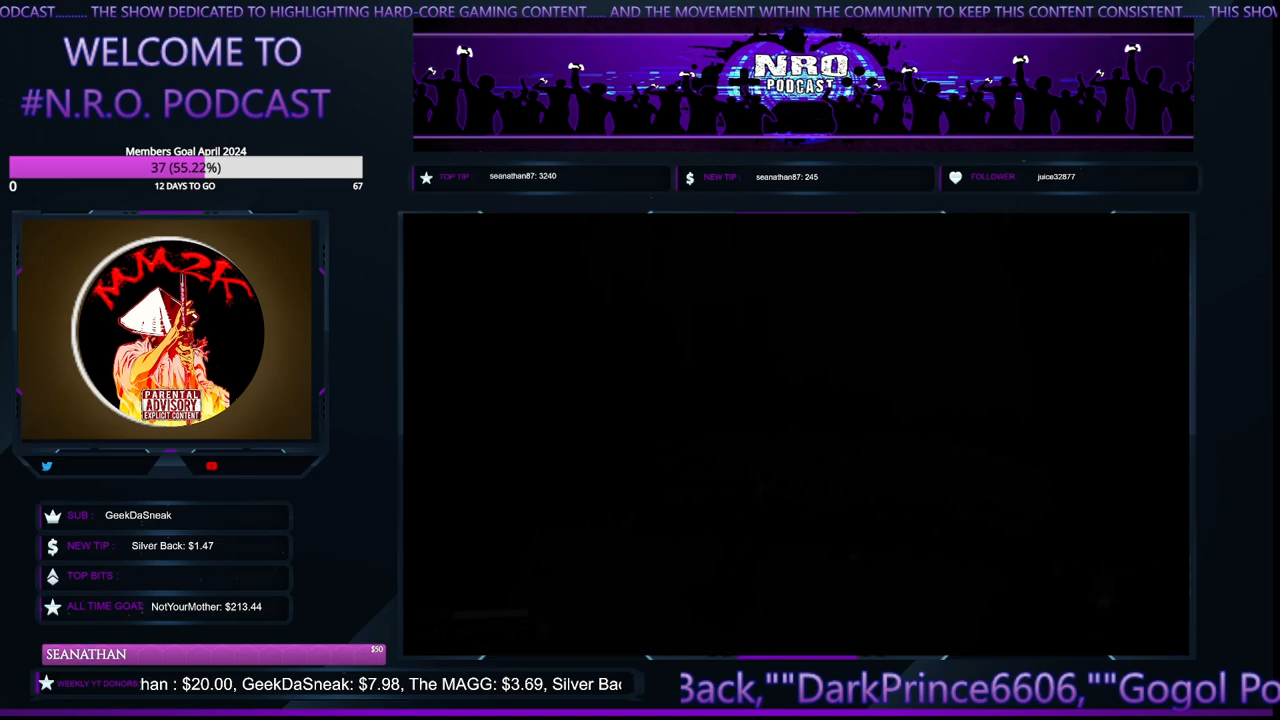 ODCAST.......... THE SHOW DEDICATED TO HIGHLIGHTING HARD-CORE GAMING CONTENT...... AND THE MOVEMENT WITHIN THE COMMUNITY TO KEEP THIS CONTENT CONSISTENT....... THIS SHOW
WELCOME TO
#N.R.O. PODCAST
NRO
PODCAST
Members Goal April 2024
37 (55.22%)
0
12 DAYS TO GO
67
TOP TIP : seanathan87: 3240
NEW TIP : seanathan87: 245
FOLLOWER : juice32877
MM2K
PARENTAL
ADVISORY
EXPLICIT CONTENT
SUB : GeekDaSneak
NEW TIP : Silver Back: $1.47
TOP BITS :
ALL TIME GOAT: NotYourMother: $213.44
SEANATHAN $50
WEEKLY YT DONORS: han : $20.00, GeekDaSneak: $7.98, The MAGG: $3.69, Silver Bac
Back,""DarkPrince6606,""Gogol Po